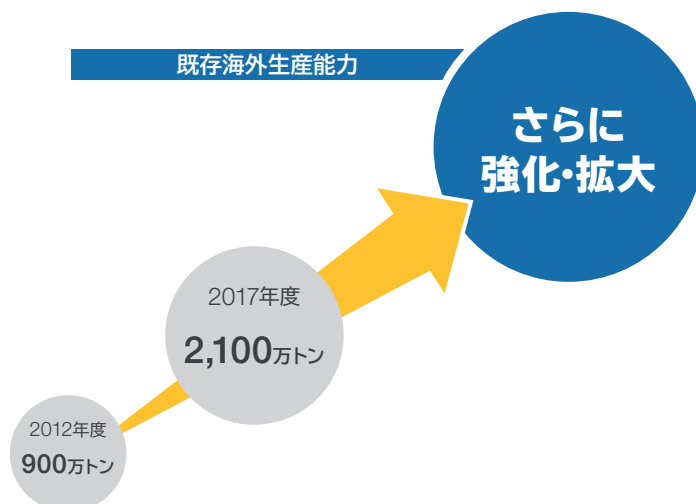 既存海外生産能力
さらに
強化・拡大
2017年度
2,100万トン
2012年度
900万トン